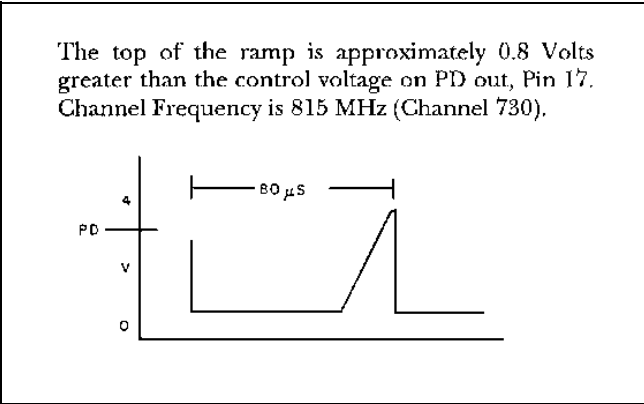 The top of the ramp is approximately 0.8 Volts
greater than the control voltage on PD out, Pin 17.
Channel Frequency is 815 MHz (Channel 730).
80 µS
4
PD
V
0